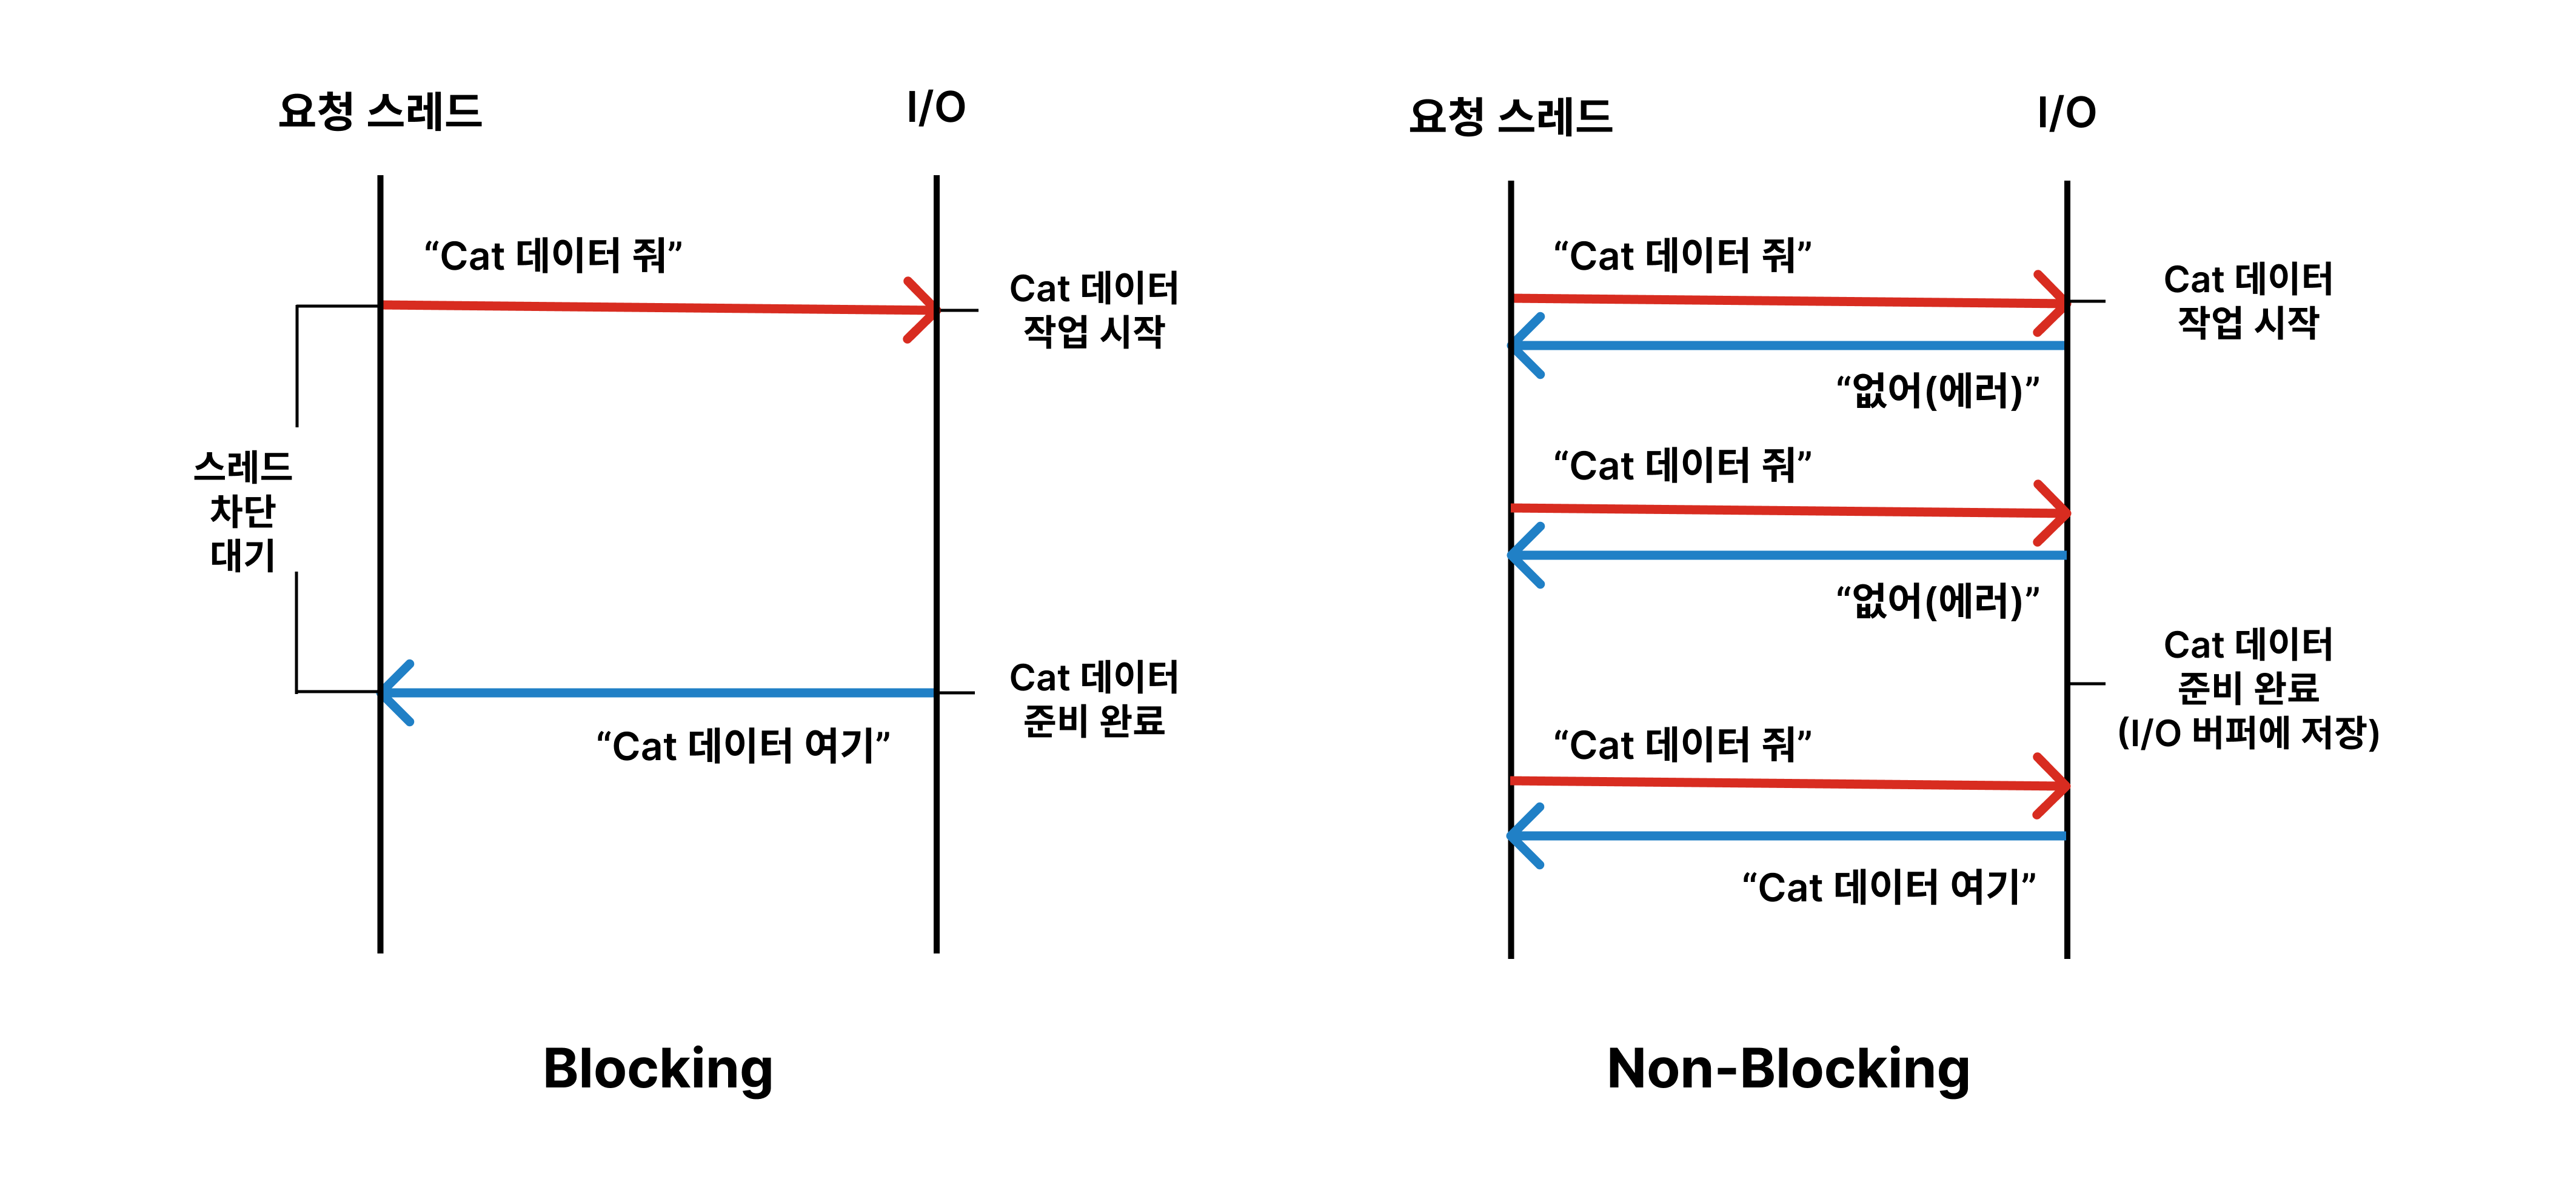 요청 스레드
I/O
“Cat 데이터 줘”
Cat 데이터
작업 시작
스레드
차단
대기
Cat 데이터
준비 완료
“Cat 데이터 여기”
Blocking
요청 스레드
I/O
“Cat 데이터 줘”
Cat 데이터
작업 시작
“없어(에러)”
“Cat 데이터 줘”
“없어(에러)”
Cat 데이터
준비 완료
(I/O 버퍼에 저장)
“Cat 데이터 줘”
“Cat 데이터 여기”
Non-Blocking